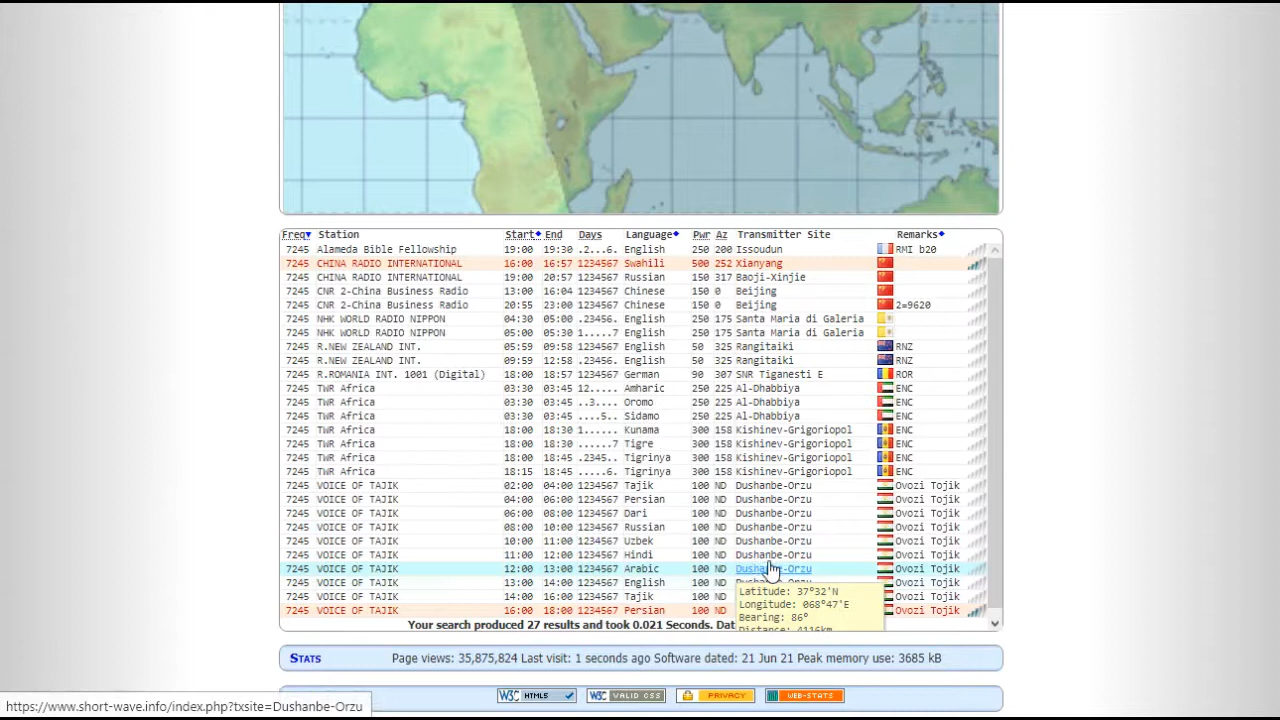 Freq Station Start End Days Language Pwr Az Transmitter Site Remarks
7245 Alameda Bible Fellowship 19:00 19:30 .2...6. English 250 200 Issoudun RMI b20
7245 CHINA RADIO INTERNATIONAL 16:00 16:57 1234567 Swahili 500 252 Xianyang
7245 CHINA RADIO INTERNATIONAL 19:00 20:57 1234567 Russian 150 317 Baoji-Xinjie
7245 CNR 2-China Business Radio 13:00 16:04 1234567 Chinese 150 0 Beijing
7245 CNR 2-China Business Radio 20:55 23:00 1234567 Chinese 150 0 Beijing 2=9620
7245 NHK WORLD RADIO NIPPON 04:30 05:00 .23456. English 250 175 Santa Maria di Galeria
7245 NHK WORLD RADIO NIPPON 05:00 05:30 1.....7 English 250 175 Santa Maria di Galeria
7245 R.NEW ZEALAND INT. 05:59 09:58 1234567 English 50 325 Rangitaiki RNZ
7245 R.NEW ZEALAND INT. 09:59 12:58 .23456. English 50 325 Rangitaiki RNZ
7245 R.ROMANIA INT. 1001 (Digital) 18:00 18:57 1234567 German 90 307 SNR Tiganesti E ROR
7245 TWR Africa 03:30 03:45 12..... Amharic 250 225 Al-Dhabbiya ENC
7245 TWR Africa 03:30 03:45 ..3.... Oromo 250 225 Al-Dhabbiya ENC
7245 TWR Africa 03:30 03:45 ....5.. Sidamo 250 225 Al-Dhabbiya ENC
7245 TWR Africa 18:00 18:30 1...... Kunama 300 158 Kishinev-Grigoriopol ENC
7245 TWR Africa 18:00 18:30 ......7 Tigre 300 158 Kishinev-Grigoriopol ENC
7245 TWR Africa 18:00 18:45 .2345.. Tigrinya 300 158 Kishinev-Grigoriopol ENC
7245 TWR Africa 18:15 18:45 .....6. Tigrinya 300 158 Kishinev-Grigoriopol ENC
7245 VOICE OF TAJIK 02:00 04:00 1234567 Tajik 100 ND Dushanbe-Orzu Ovozi Tojik
7245 VOICE OF TAJIK 04:00 06:00 1234567 Persian 100 ND Dushanbe-Orzu Ovozi Tojik
7245 VOICE OF TAJIK 06:00 08:00 1234567 Dari 100 ND Dushanbe-Orzu Ovozi Tojik
7245 VOICE OF TAJIK 08:00 10:00 1234567 Russian 100 ND Dushanbe-Orzu Ovozi Tojik
7245 VOICE OF TAJIK 10:00 11:00 1234567 Uzbek 100 ND Dushanbe-Orzu Ovozi Tojik
7245 VOICE OF TAJIK 11:00 12:00 1234567 Hindi 100 ND Dushanbe-Orzu Ovozi Tojik
7245 VOICE OF TAJIK 12:00 13:00 1234567 Arabic 100 ND Dushanbe-Orzu Ovozi Tojik
7245 VOICE OF TAJIK 13:00 14:00 1234567 English 100 ND Dushanbe-Orzu Ovozi Tojik
7245 VOICE OF TAJIK 14:00 16:00 1234567 Tajik 100 ND Ovozi Tojik
7245 VOICE OF TAJIK 16:00 18:00 1234567 Persian 100 ND Ovozi Tojik
Latitude: 37°32'N
Longitude: 068°47'E
Bearing: 86°
Distance: 4116km
Your search produced 27 results and took 0.021 Seconds. Dat
Stats Page views: 35,875,824 Last visit: 1 seconds ago Software dated: 21 Jun 21 Peak memory use: 3685 kB
W3C HTML5 W3C VALID CSS PRIVACY WEB-STATS